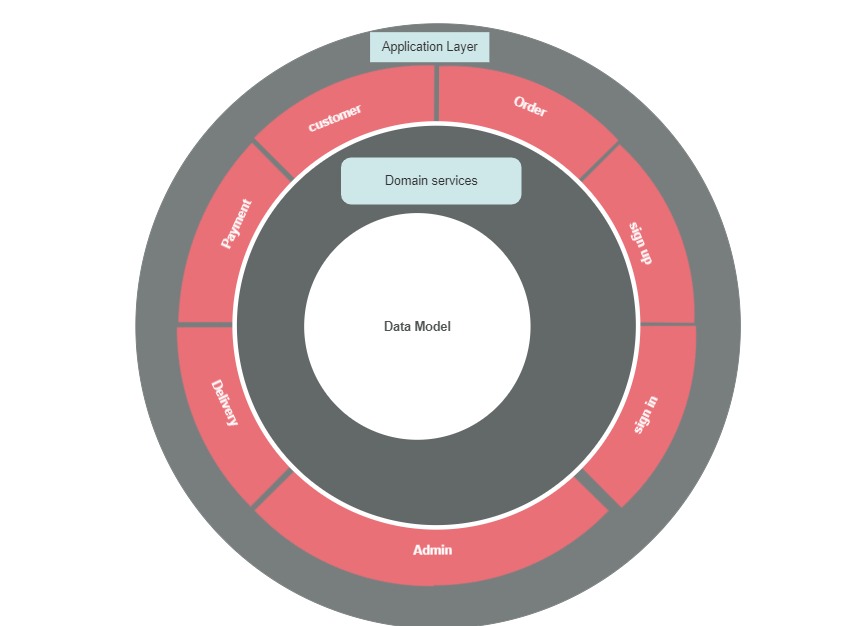 Application Layer
customer
Order
Domain services
Payment
sign up
Data Model
Delivery
sign in
Admin